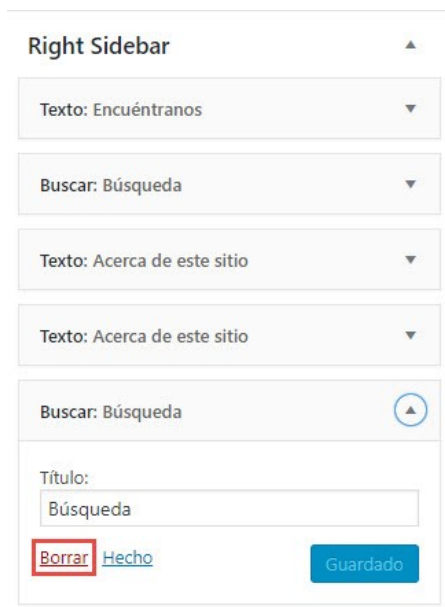 Right Sidebar
Texto: Encuéntranos
Buscar: Búsqueda
Texto: Acerca de este sitio
Texto: Acerca de este sitio
Buscar: Búsqueda
Título:
Búsqueda
Borrar Hecho Guardado